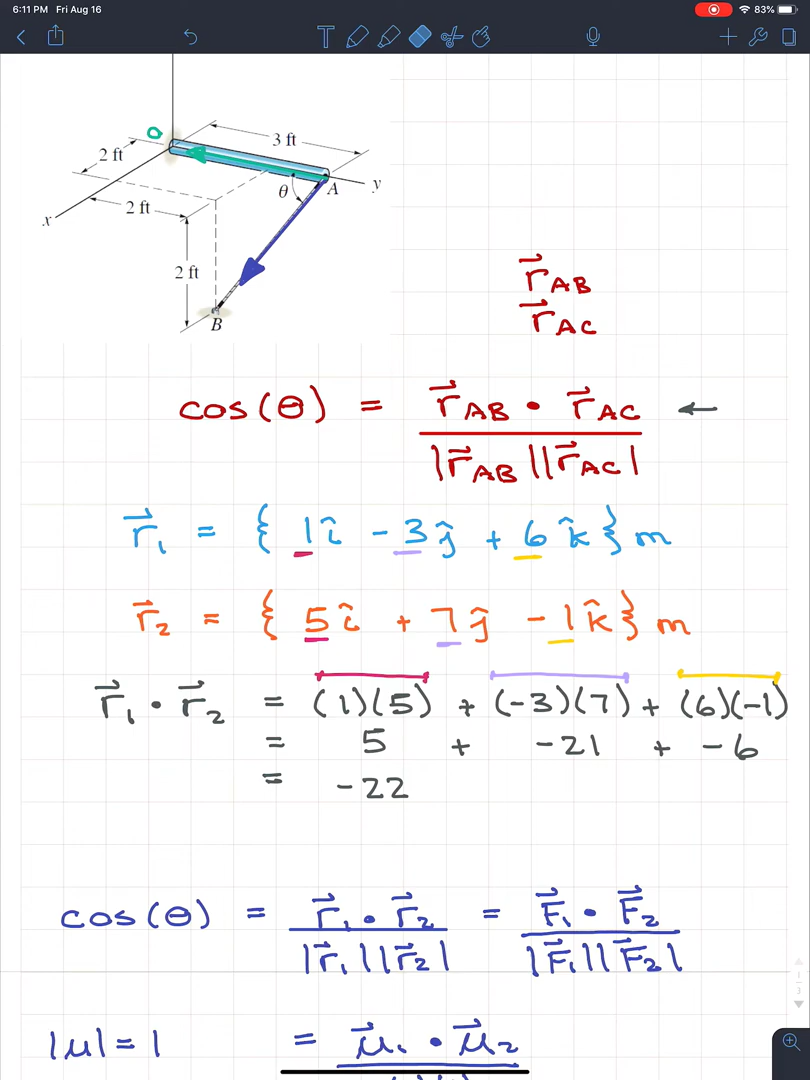 6:11 PM Fri Aug 16
83%
T
O
3 ft
2 ft
A
y
θ
x
2 ft
2 ft
B
r⃗AB
r⃗AC
cos(θ) = r⃗AB • r⃗AC / |r⃗AB||r⃗AC| ←
r⃗₁ = { 1î - 3ĵ + 6k̂} m
r⃗₂ = { 5î + 7ĵ - 1k̂} m
r⃗₁ • r⃗₂ = (1)(5) + (-3)(7) + (6)(-1)
= 5 + -21 + -6
= -22
cos(θ) = r⃗₁ • r⃗₂ / |r⃗₁||r⃗₂| = F⃗₁ • F⃗₂ / |F⃗₁||F⃗₂|
|μ| = 1 = μ⃗₁ • μ⃗₂